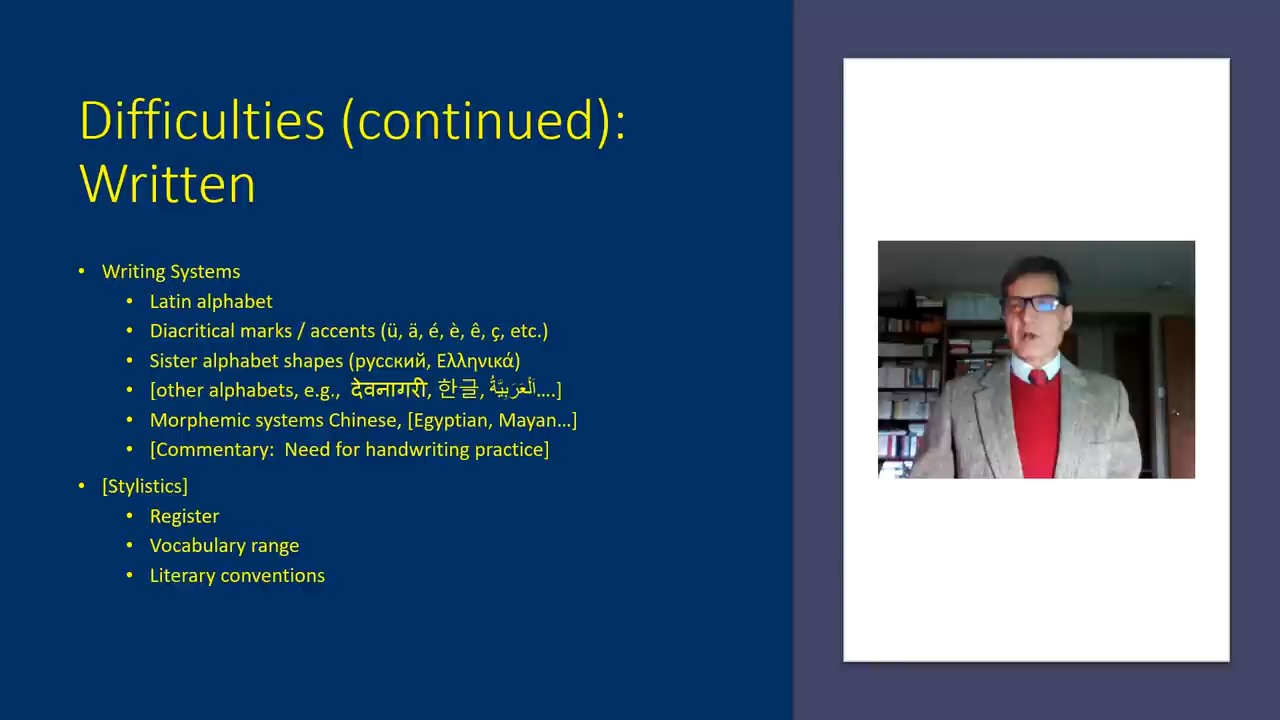 Difficulties (continued):
Written
• Writing Systems
• Latin alphabet
• Diacritical marks / accents (ü, ä, é, è, ê, ç, etc.)
• Sister alphabet shapes (русский, Ελληνικά)
• [other alphabets, e.g., देवनागरी, 한글, اَلْعَرَبِيَّةُ....]
• Morphemic systems Chinese, [Egyptian, Mayan…]
• [Commentary: Need for handwriting practice]
• [Stylistics]
• Register
• Vocabulary range
• Literary conventions